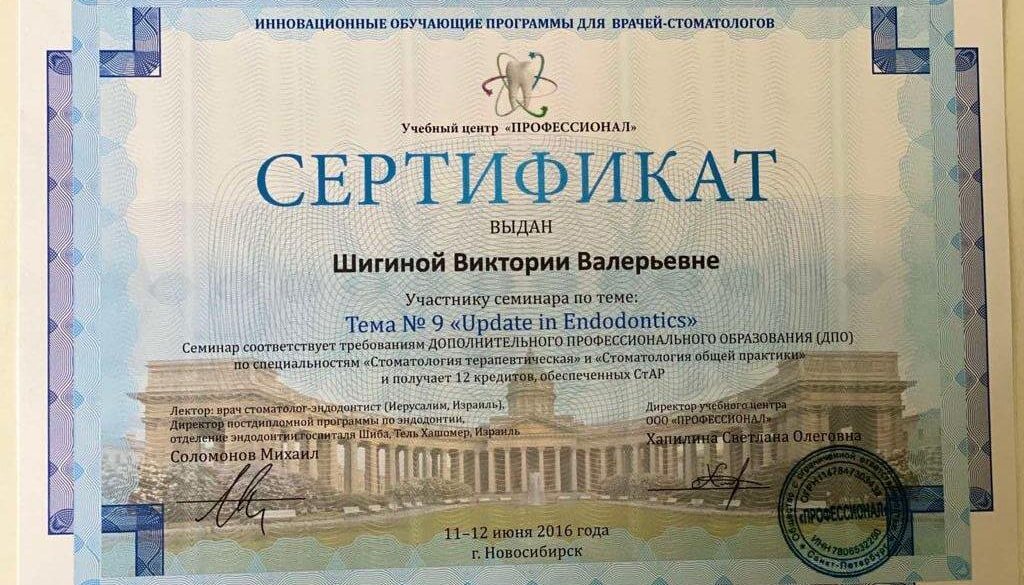 ИННОВАЦИОННЫЕ ОБУЧАЮЩИЕ ПРОГРАММЫ ДЛЯ ВРАЧЕЙ-СТОМАТОЛОГОВ
Учебный центр «ПРОФЕССИОНАЛ»
СЕРТИФИКАТ
ВЫДАН
Шигиной Виктории Валерьевне
Участнику семинара по теме:
Тема № 9 «Update in Endodontics»
Семинар соответствует требованиям ДОПОЛНИТЕЛЬНОГО ПРОФЕССИОНАЛЬНОГО ОБРАЗОВАНИЯ (ДПО)
по специальностям «Стоматология терапевтическая» и «Стоматология общей практики»
и получает 12 кредитов, обеспеченных СтАР
Лектор: врач стоматолог-эндодонтист (Иерусалим, Израиль).
Директор постдипломной программы по эндодонтии,
отделение эндодонтии госпиталя Шиба, Тель Хашомер, Израиль
Соломонов Михаил
Директор учебного центра
ООО «ПРОФЕССИОНАЛ»
Хапилина Светлана Олеговна
«ПРОФЕССИОНАЛ»
Санкт-Петербург
11–12 июня 2016 года
г. Новосибирск